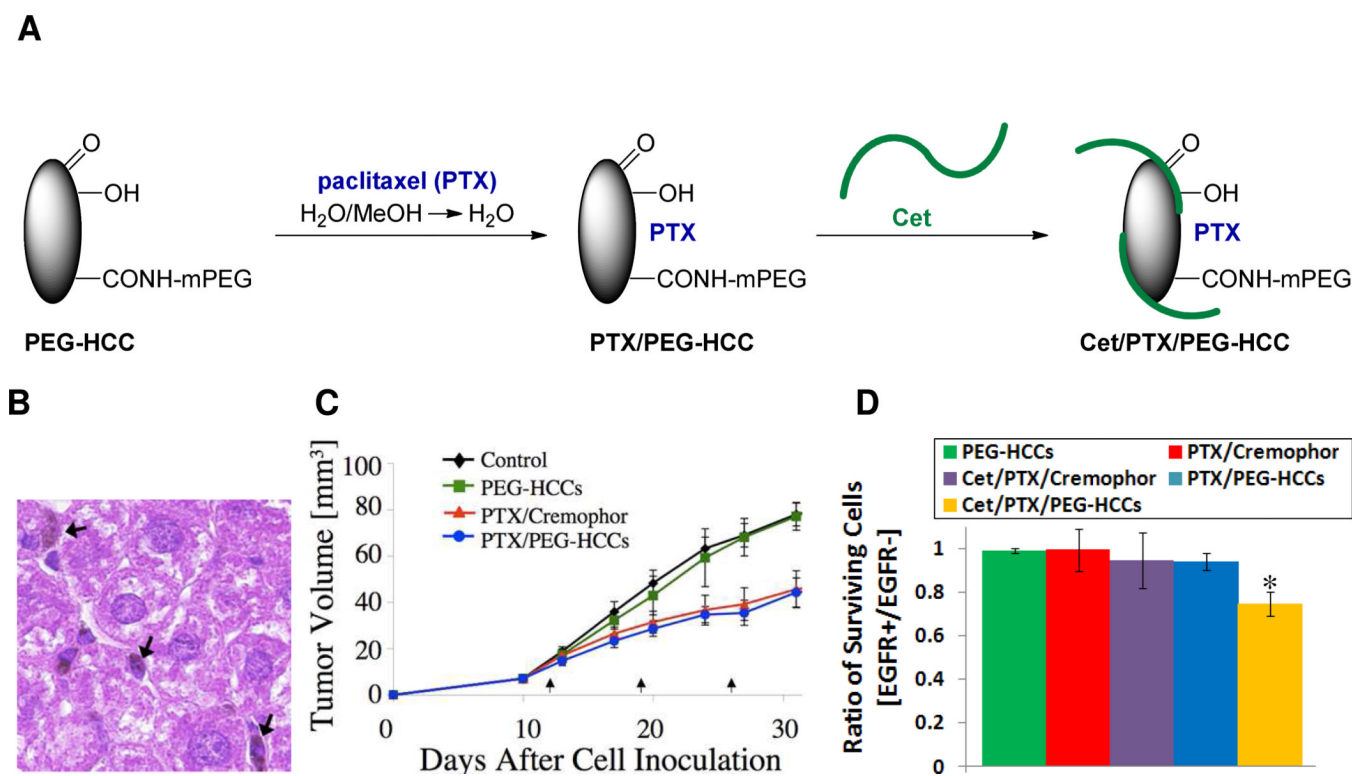 A
O
OH
CONH-mPEG
PEG-HCC
paclitaxel (PTX)
H₂O/MeOH → H₂O
O
OH
PTX
CONH-mPEG
PTX/PEG-HCC
Cet
O
OH
PTX
CONH-mPEG
Cet/PTX/PEG-HCC
B
C
Tumor Volume [mm³]
100
80
60
40
20
0
Control
PEG-HCCs
PTX/Cremophor
PTX/PEG-HCCs
0 10 20 30
Days After Cell Inoculation
D
PEG-HCCs PTX/Cremophor
Cet/PTX/Cremophor PTX/PEG-HCCs
Cet/PTX/PEG-HCCs
Ratio of Surviving Cells
[EGFR+/EGFR-]
1
0.8
0.6
0.4
0.2
0
*